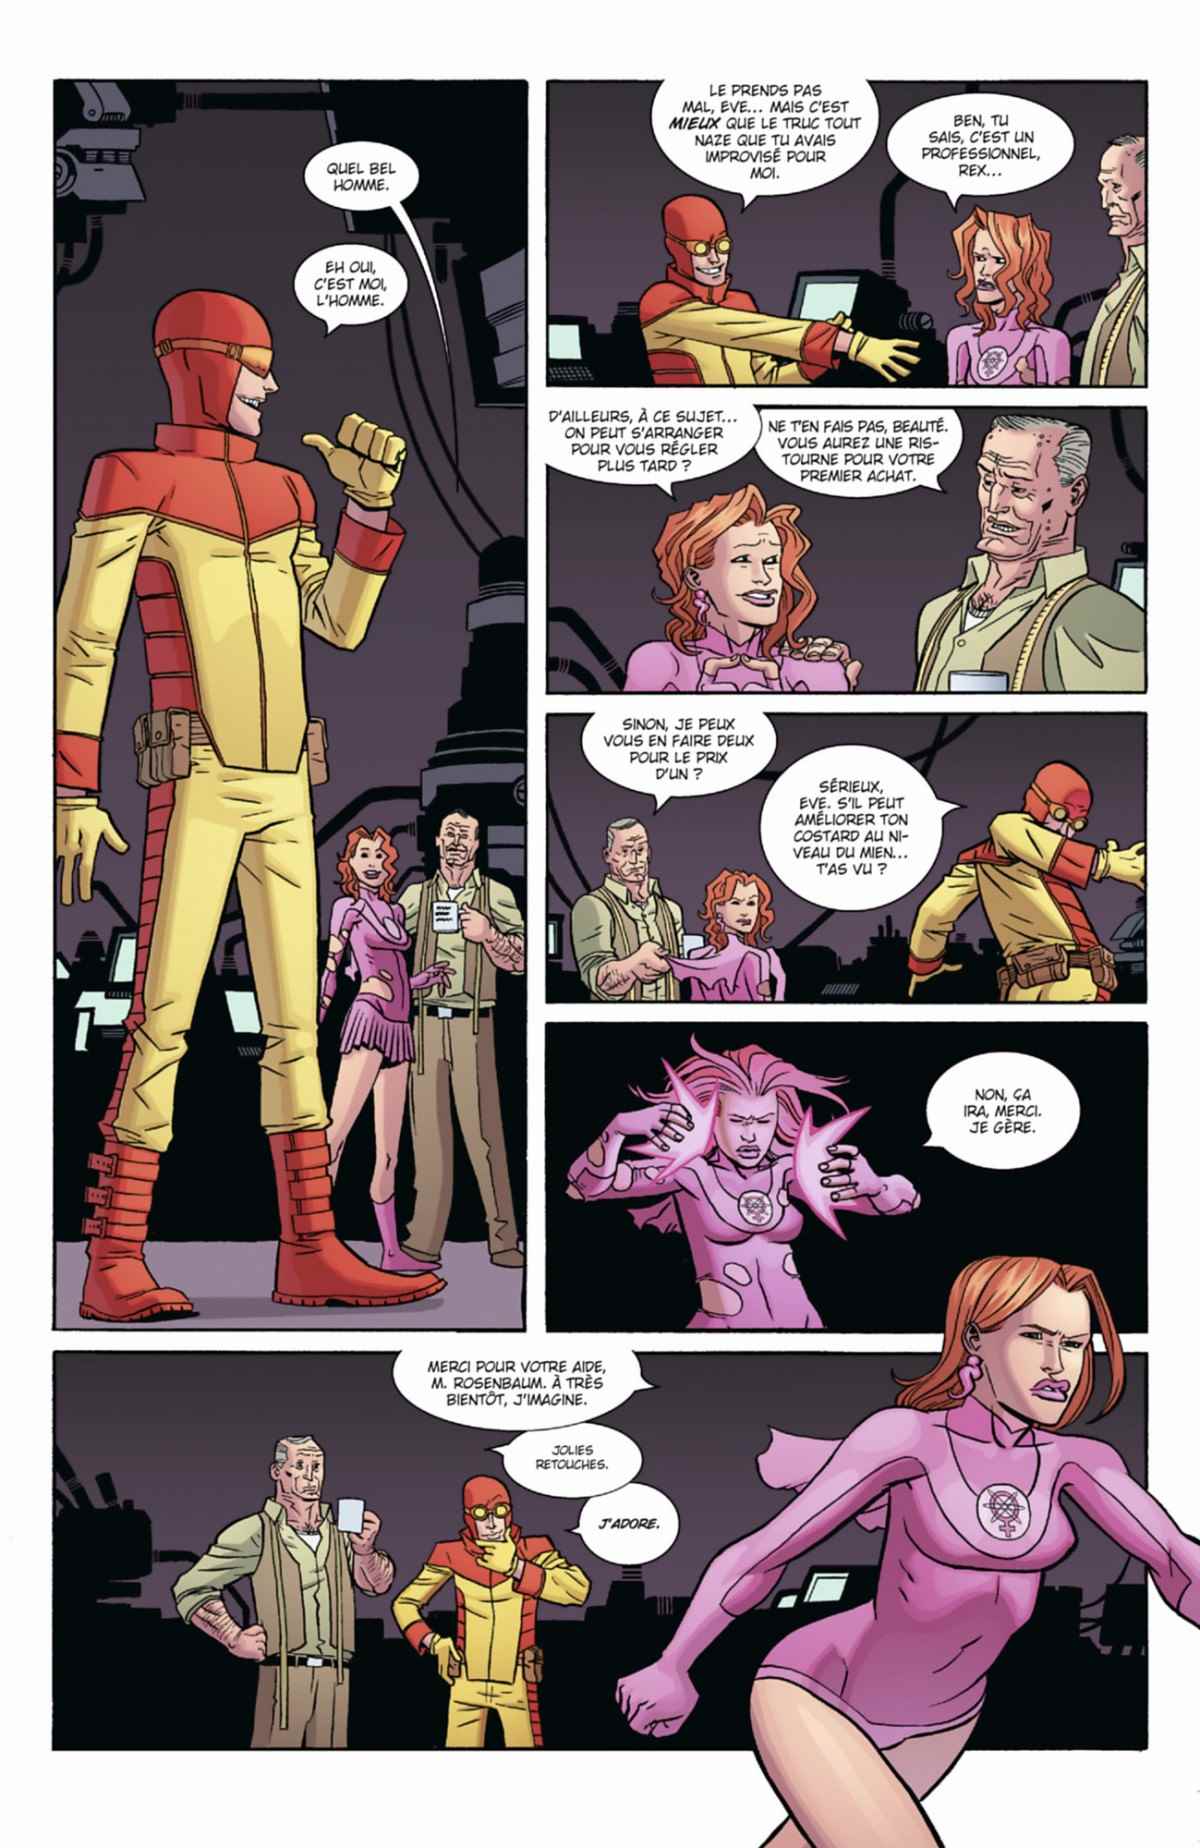 QUEL BEL
HOMME.
EH OUI,
C'EST MOI,
L'HOMME.
LE PRENDS PAS
MAL, EVE... MAIS C'EST
MIEUX QUE LE TRUC TOUT
NAZE QUE TU AVAIS
IMPROVISÉ POUR
MOI.
BEN, TU
SAIS, C'EST UN
PROFESSIONNEL,
REX...
D'AILLEURS, À CE SUJET...
ON PEUT S'ARRANGER
POUR VOUS RÉGLER
PLUS TARD ?
NE T'EN FAIS PAS, BEAUTÉ.
VOUS AUREZ UNE RIS-
TOURNE POUR VOTRE
PREMIER ACHAT.
SINON, JE PEUX
VOUS EN FAIRE DEUX
POUR LE PRIX
D'UN ?
SÉRIEUX,
EVE. S'IL PEUT
AMÉLIORER TON
COSTARD AU NI-
VEAU DU MIEN...
T'AS VU ?
NON, ÇA
IRA, MERCI.
JE GÈRE.
MERCI POUR VOTRE AIDE,
M. ROSENBAUM. À TRÈS
BIENTÔT, J'IMAGINE.
JOLIES
RETOUCHES.
J'ADORE.